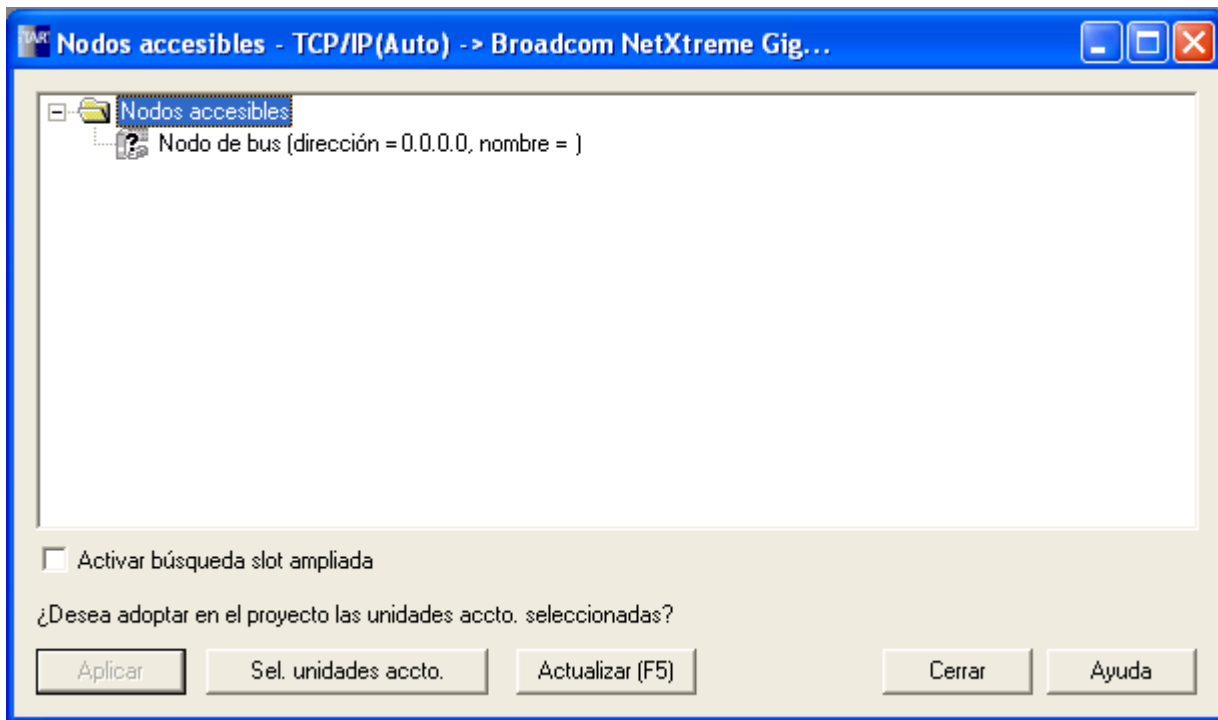 TAR
Nodos accesibles - TCP/IP(Auto) -> Broadcom NetXtreme Gig...
Nodos accesibles
Nodo de bus (dirección = 0.0.0.0, nombre = )
Activar búsqueda slot ampliada
¿Desea adoptar en el proyecto las unidades accto. seleccionadas?
Aplicar Sel. unidades accto. Actualizar (F5) Cerrar Ayuda